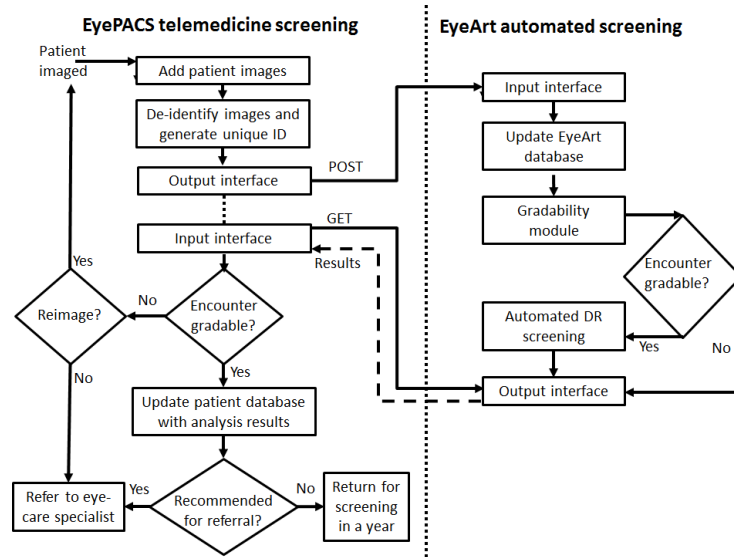 EyePACS telemedicine screening
EyeArt automated screening
Patient
imaged
Add patient images
De-identify images and
generate unique ID
Output interface
POST
Input interface
GET
Results
Yes
Reimage?
No
Encounter
gradable?
No
Yes
Update patient database
with analysis results
Refer to eye-
care specialist
Yes
Recommended
for referral?
No
Return for
screening
in a year
Input interface
Update EyeArt
database
Gradability
module
Encounter
gradable?
Automated DR
screening
Yes
No
Output interface